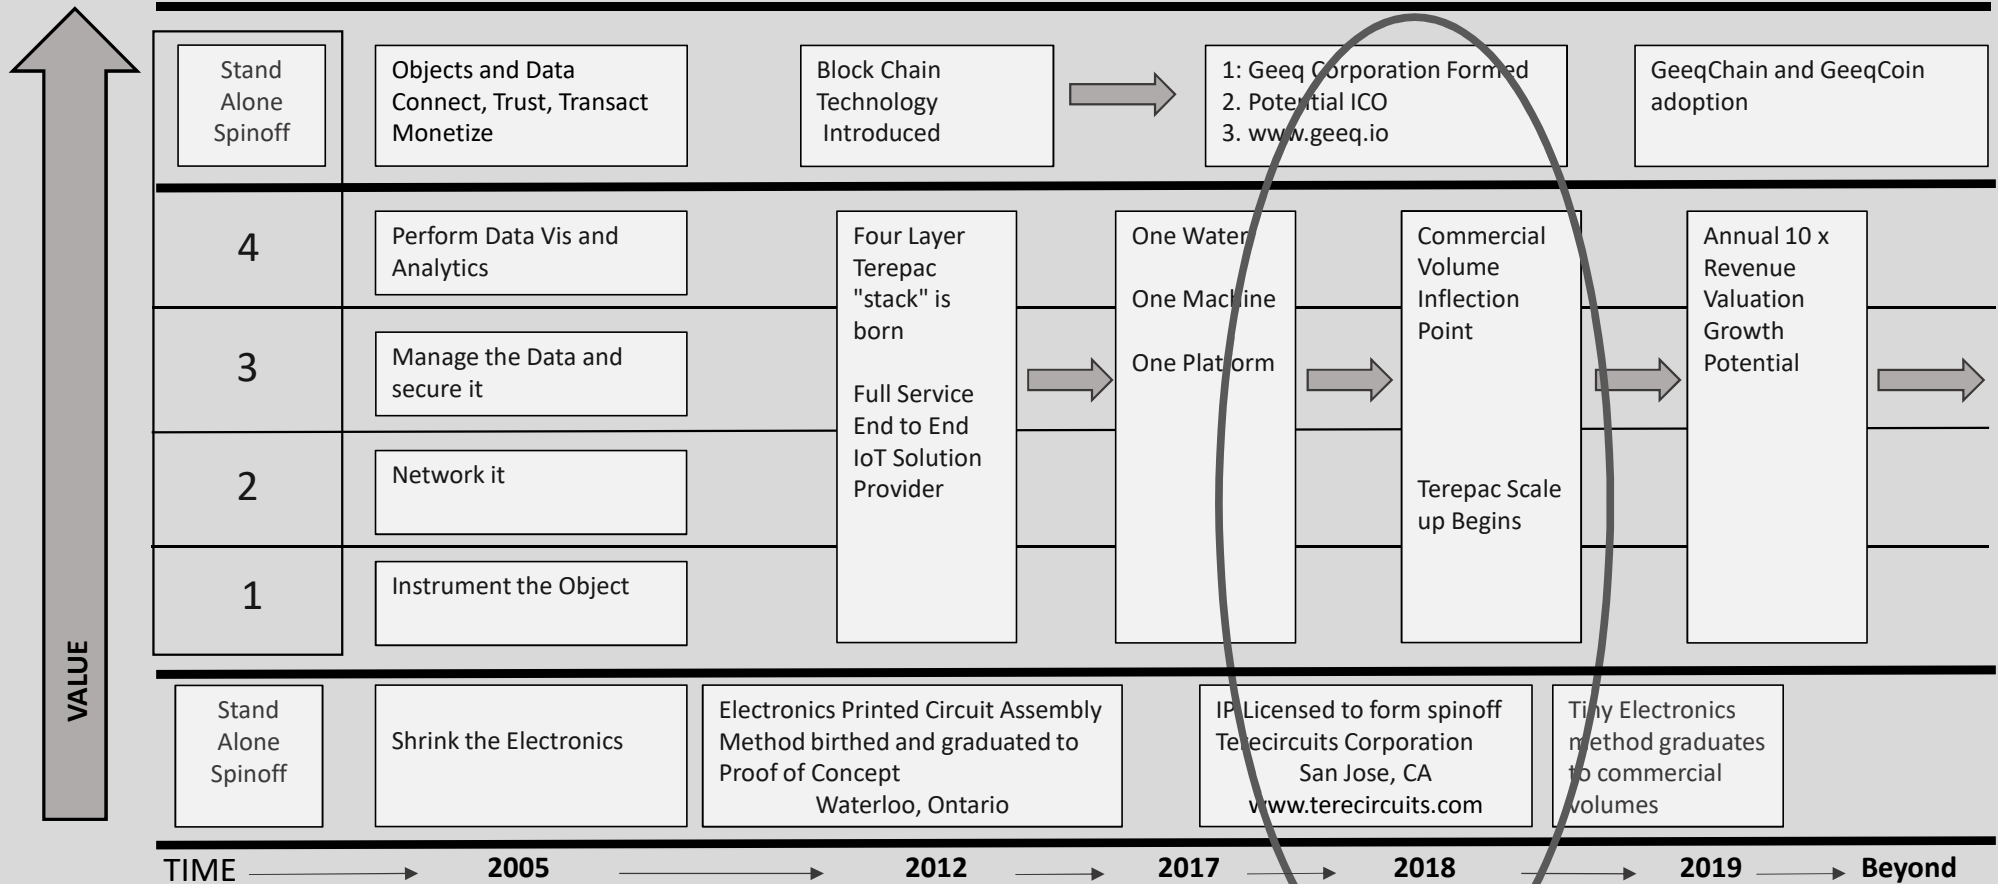 Stand
Alone
Spinoff
Objects and Data
Connect, Trust, Transact
Monetize
Block Chain
Technology
Introduced
1: Geeq Corporation Formed
2. Potential ICO
3. www.geeq.io
GeeqChain and GeeqCoin
adoption
4
Perform Data Vis and
Analytics
3
Manage the Data and
secure it
2
Network it
1
Instrument the Object
Four Layer
Terepac
"stack" is
born
Full Service
End to End
IoT Solution
Provider
One Water
One Machine
One Platform
Commercial
Volume
Inflection
Point
Terepac Scale
up Begins
Annual 10 x
Revenue
Valuation
Growth
Potential
VALUE
Stand
Alone
Spinoff
Shrink the Electronics
Electronics Printed Circuit Assembly
Method birthed and graduated to
Proof of Concept
Waterloo, Ontario
IP Licensed to form spinoff
Terecircuits Corporation
San Jose, CA
www.terecircuits.com
Tiny Electronics
method graduates
to commercial
volumes
TIME 2005 2012 2017 2018 2019 Beyond